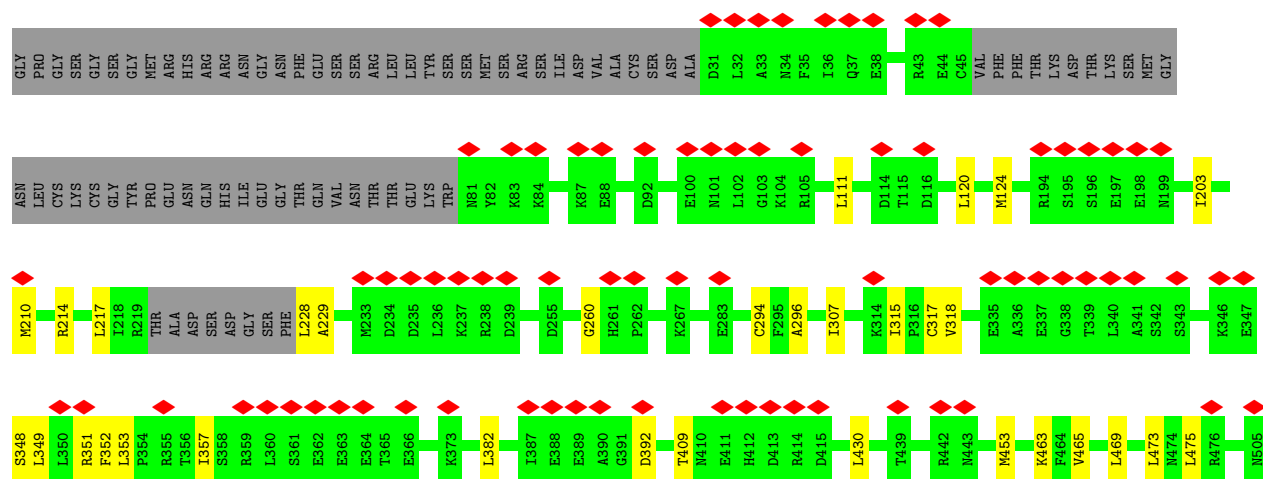 GLY PRO GLY SER GLY SER GLY MET ARG HIS ARG ARG ASN GLY ASN PHE GLU SER SER ARG LEU LEU TYR SER SER MET SER ARG SER ILE ASP VAL ALA CYS SER ASP ALA D31 L32 A33 N34 F35 I36 Q37 E38 R43 E44 C45 VAL PHE PHE THR LYS ASP THR LYS SER MET GLY
ASN LEU CYS LYS CYS GLY TYR PRO GLU ASN GLN HIS ILE GLU GLY THR GLN VAL ASN THR THR GLU LYS TRP N81 Y82 K83 K84 K87 E88 D92 E100 N101 L102 G103 K104 R105 L111 D114 T115 D116 L120 M124 R194 S195 S196 E197 E198 N199 I203
M210 R214 L217 I218 R219 THR ALA ASP SER ASP GLY SER PHE L228 A229 M233 D234 D235 L236 K237 R238 D239 D255 G260 H261 P262 K267 E283 C294 F295 A296 I307 K314 I315 P316 C317 V318 E335 A336 E337 G338 T339 L340 A341 S342 S343 K346 E347
S348 L349 L350 R351 F352 L353 P354 R355 T356 I357 S358 R359 L360 S361 E362 E363 E364 T365 E366 K373 L382 I387 E388 E389 A390 G391 D392 T409 N410 E411 H412 D413 R414 D415 L430 T439 R442 N443 M453 K463 F464 V465 L469 L473 N474 L475 R476 N505